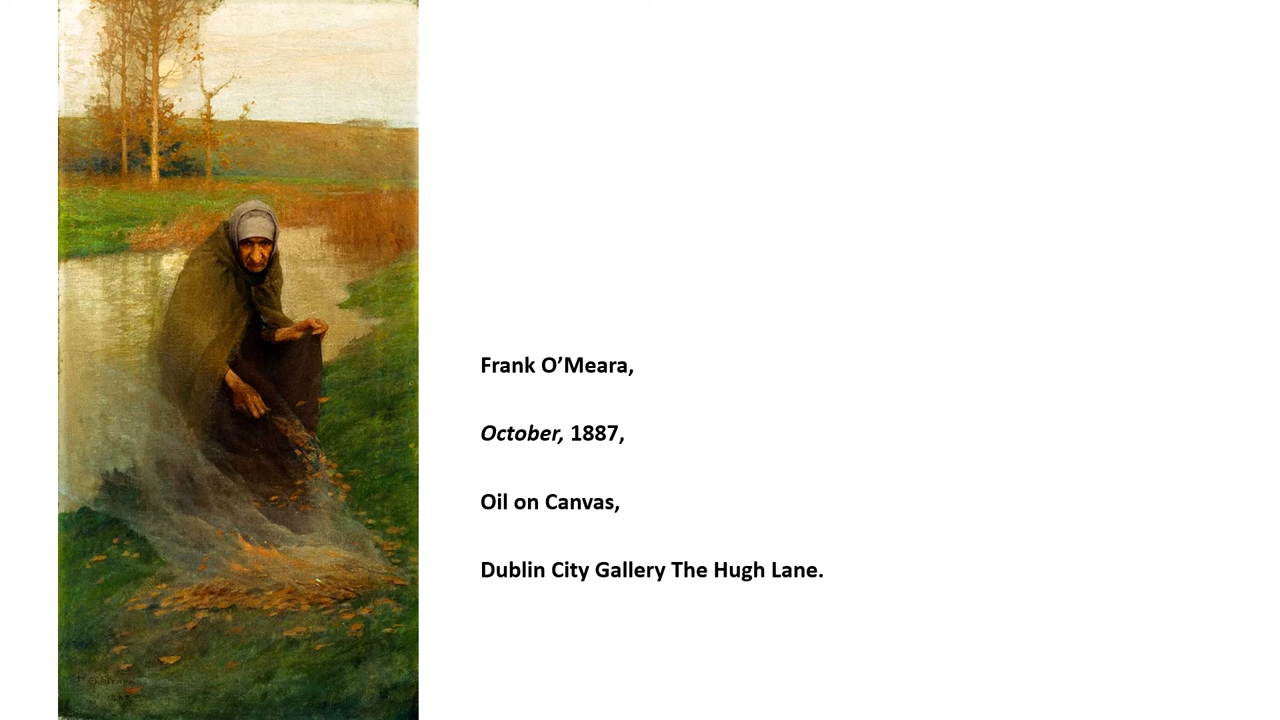 Frank O’Meara,
October, 1887,
Oil on Canvas,
Dublin City Gallery The Hugh Lane.